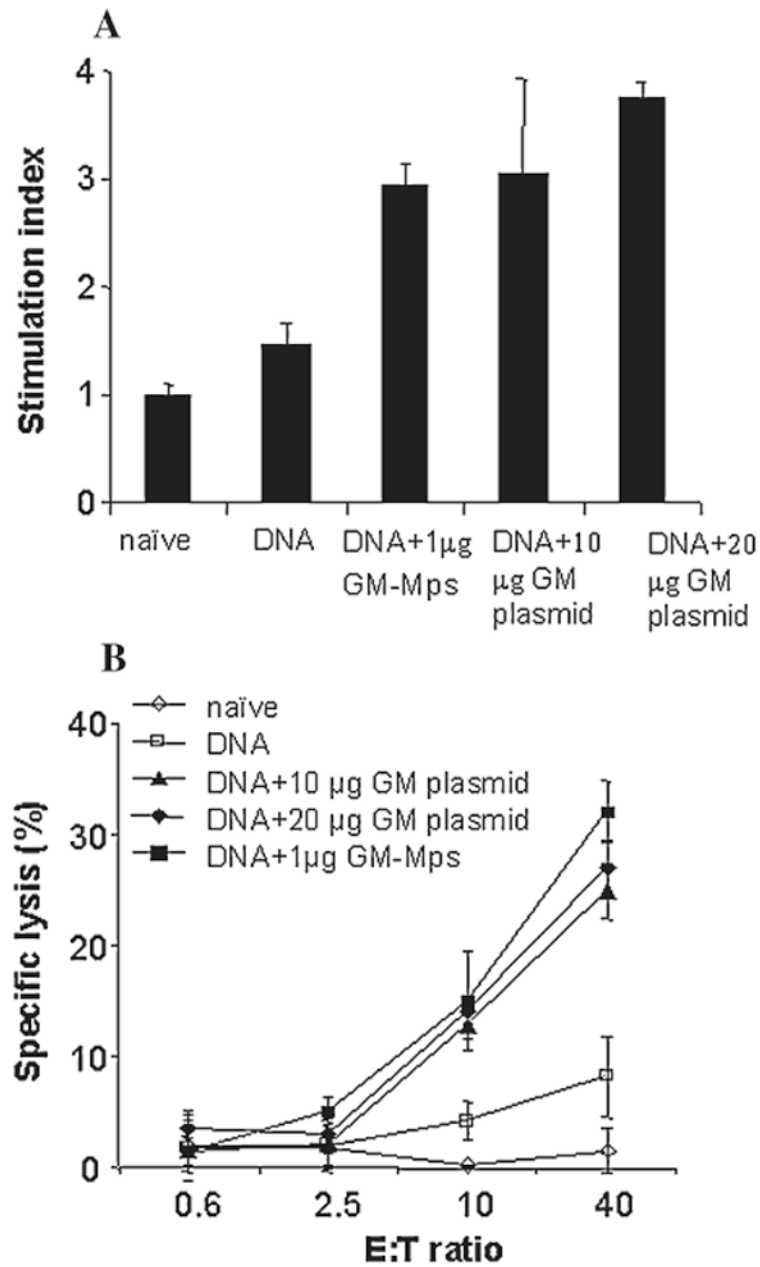 A
Stimulation index
4
3
2
1
0
naïve
DNA
DNA+1µg
GM-Mps
DNA+10
µg GM
plasmid
DNA+20
µg GM
plasmid
B
naïve
DNA
DNA+10 µg GM plasmid
DNA+20 µg GM plasmid
DNA+1µg GM-Mps
Specific lysis (%)
40
30
20
10
0
0.6
2.5
10
40
E:T ratio